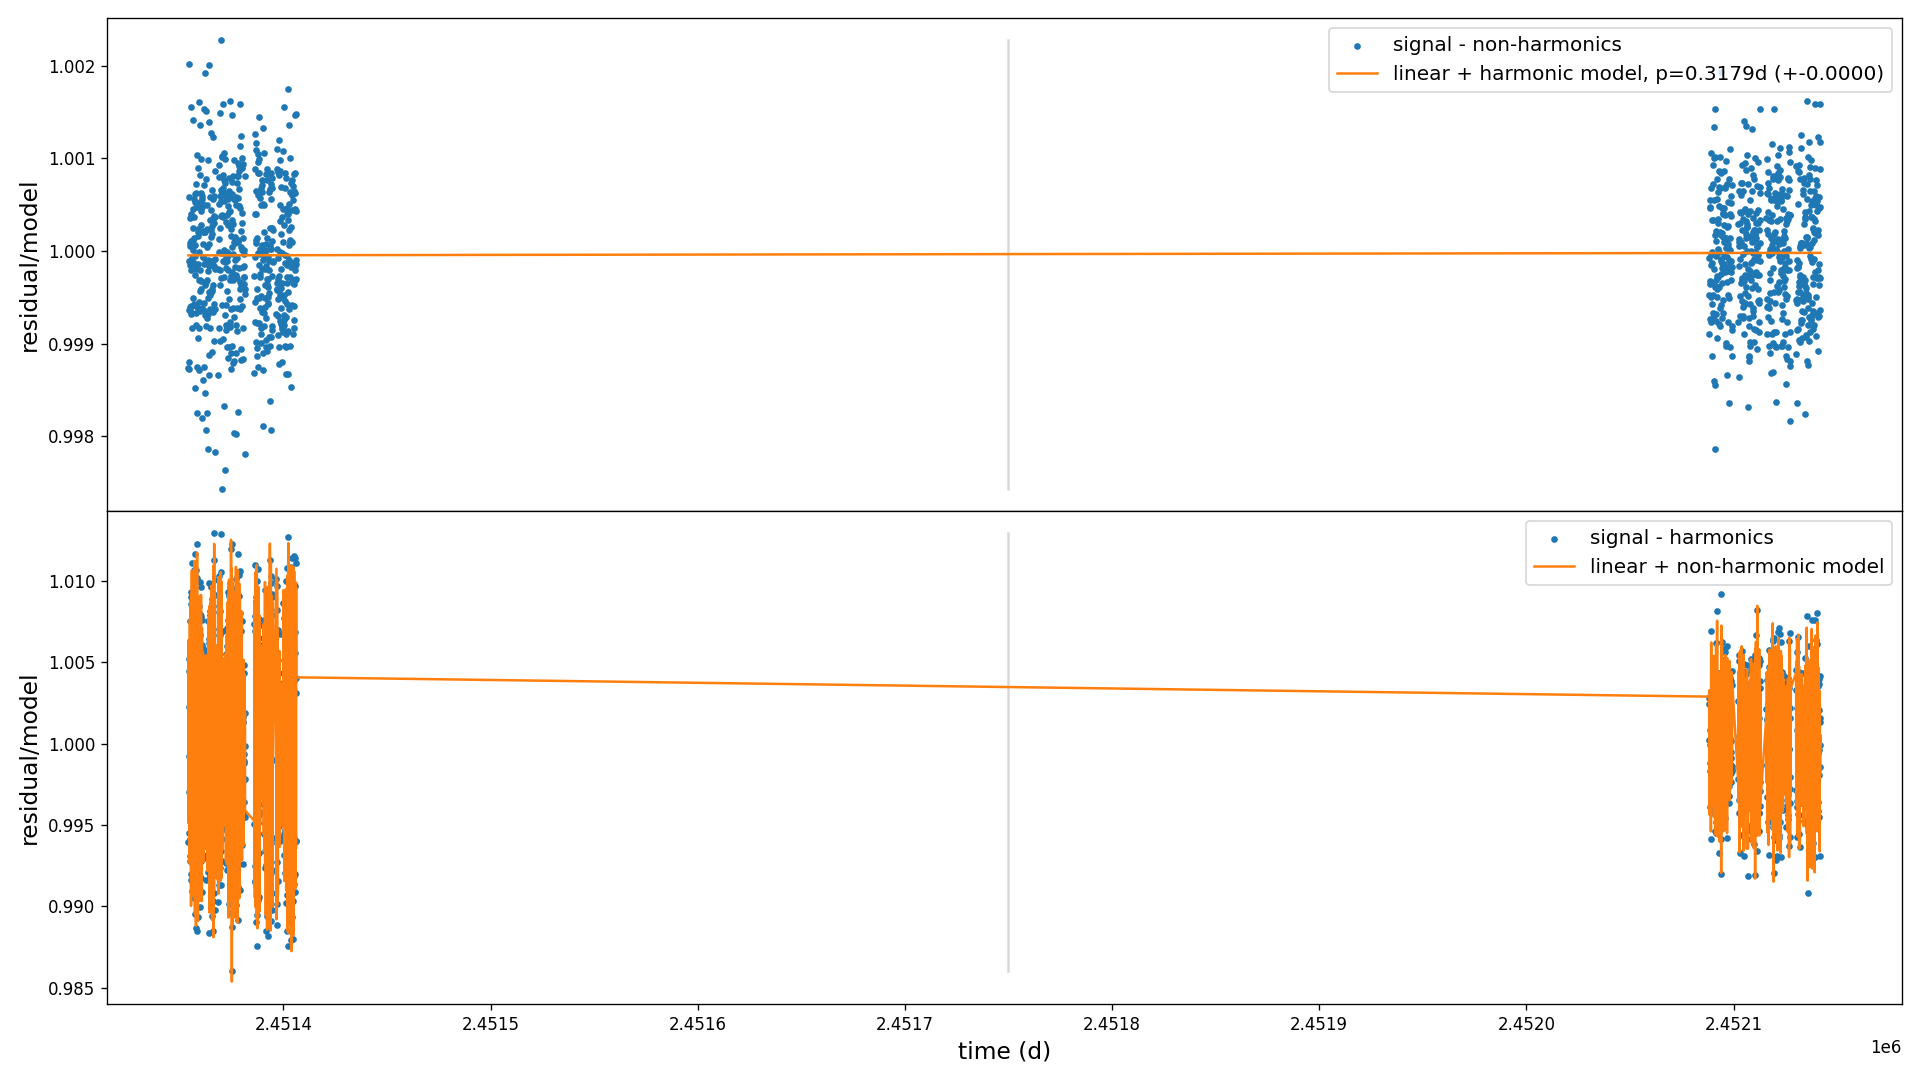 signal - non-harmonics
linear + harmonic model, p=0.3179d (+-0.0000)
1.002
1.001
1.000
0.999
0.998
residual/model
signal - harmonics
linear + non-harmonic model
1.010
1.005
1.000
0.995
0.990
0.985
residual/model
2.4514 2.4515 2.4516 2.4517 2.4518 2.4519 2.4520 2.4521
1e6
time (d)